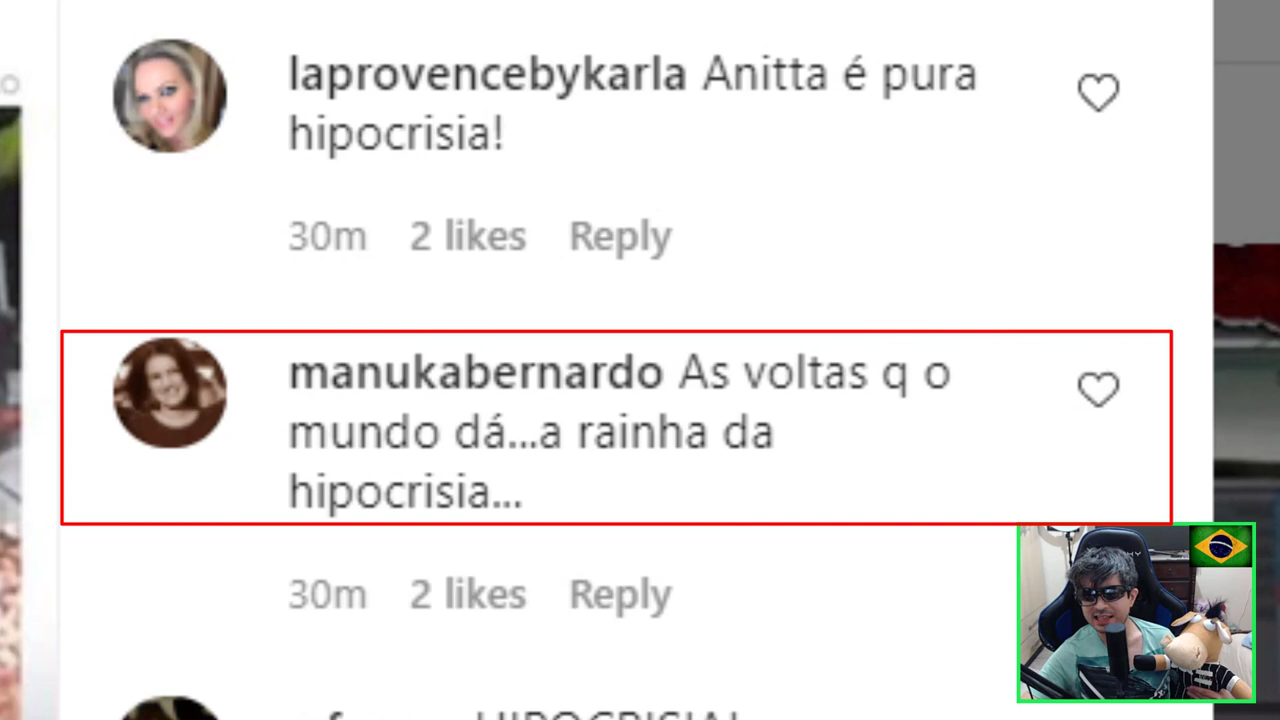 laprovencebykarla Anitta é pura
hipocrisia!
30m 2 likes Reply
manukabernardo As voltas q o
mundo dá...a rainha da
hipocrisia...
30m 2 likes Reply
HIPOCRISIA!